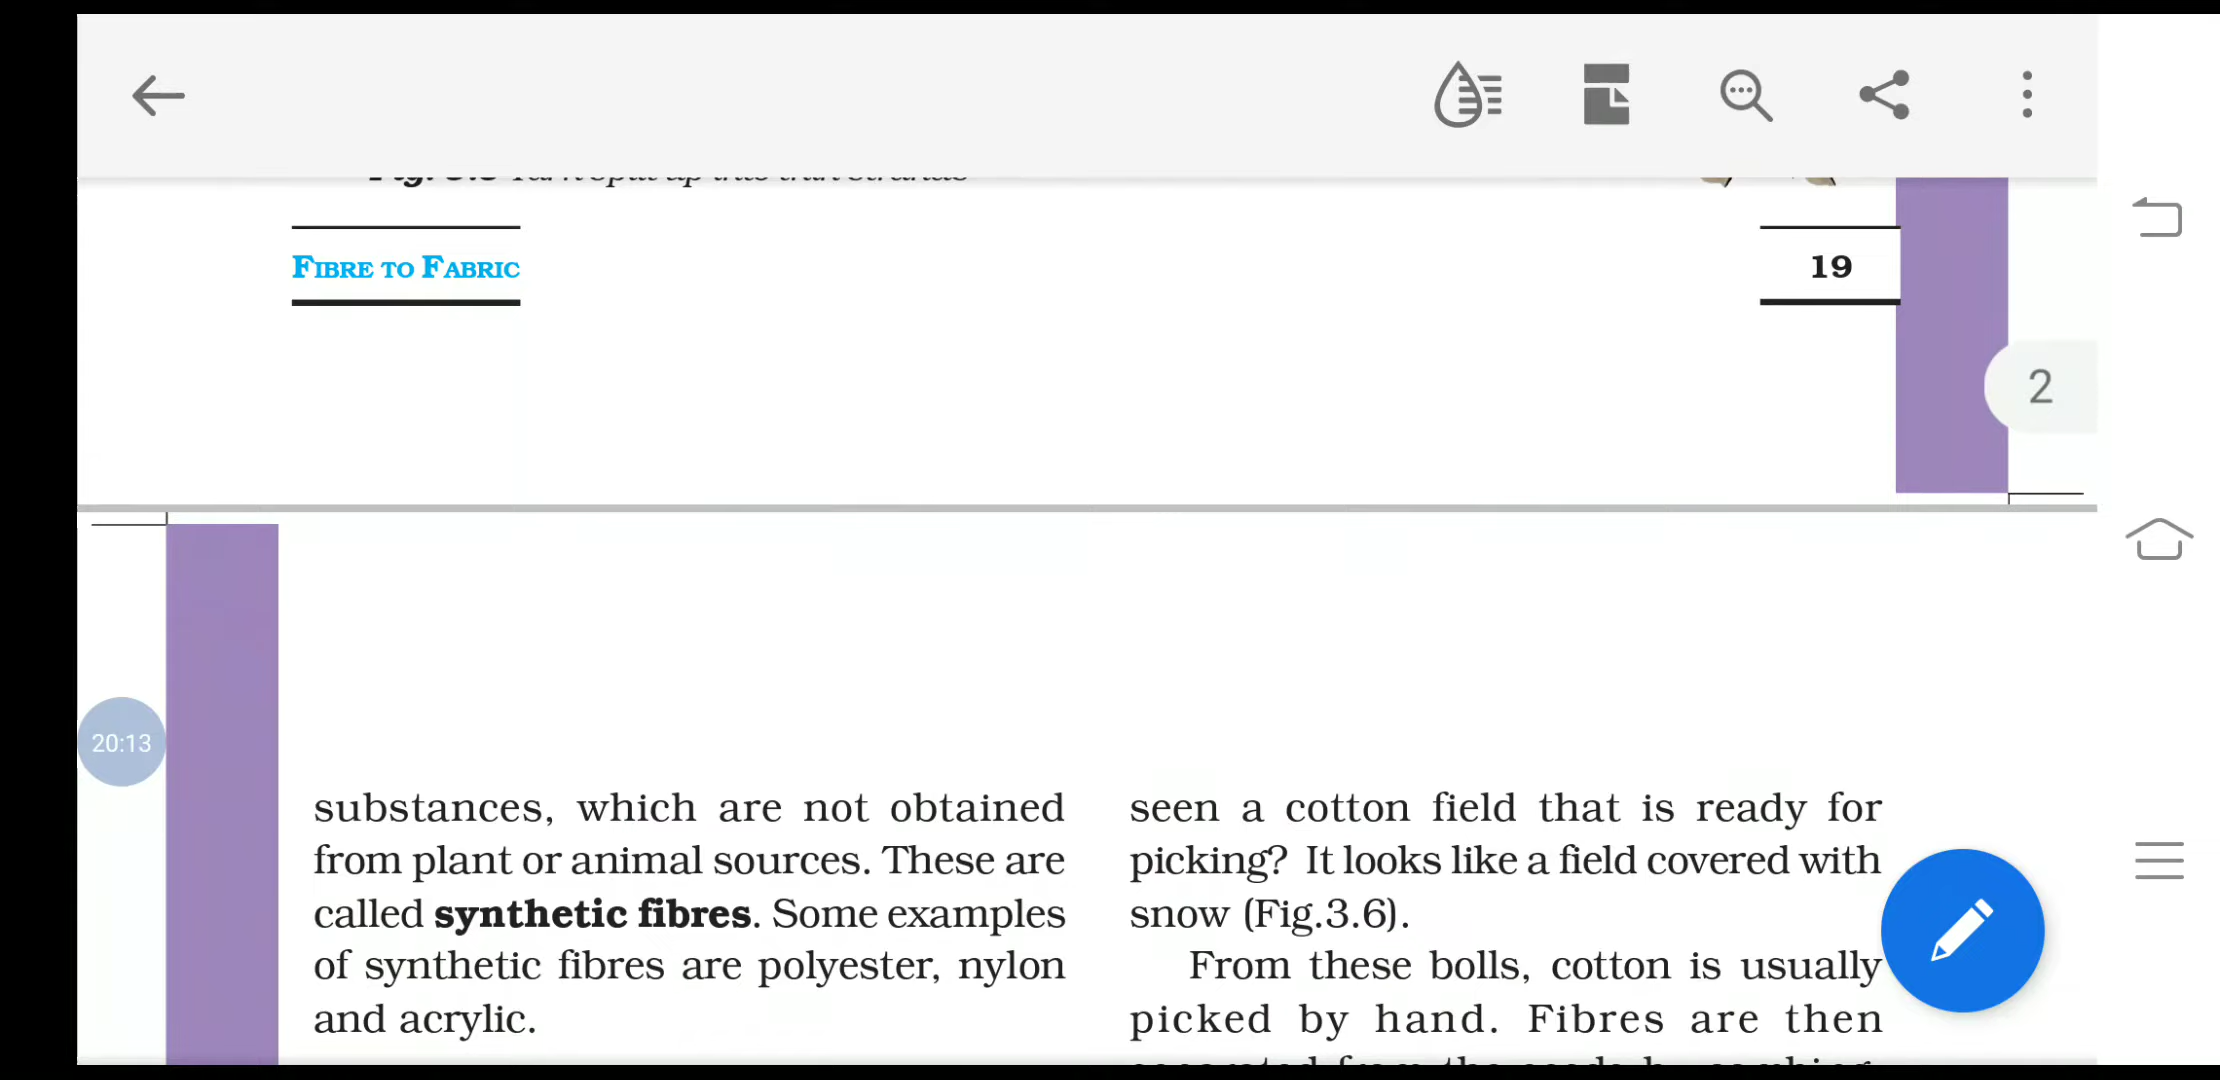 FIBRE TO FABRIC
19
2
20:13
substances, which are not obtained
from plant or animal sources. These are
called synthetic fibres. Some examples
of synthetic fibres are polyester, nylon
and acrylic.
seen a cotton field that is ready for
picking? It looks like a field covered with
snow (Fig.3.6).
From these bolls, cotton is usually
picked by hand. Fibres are then